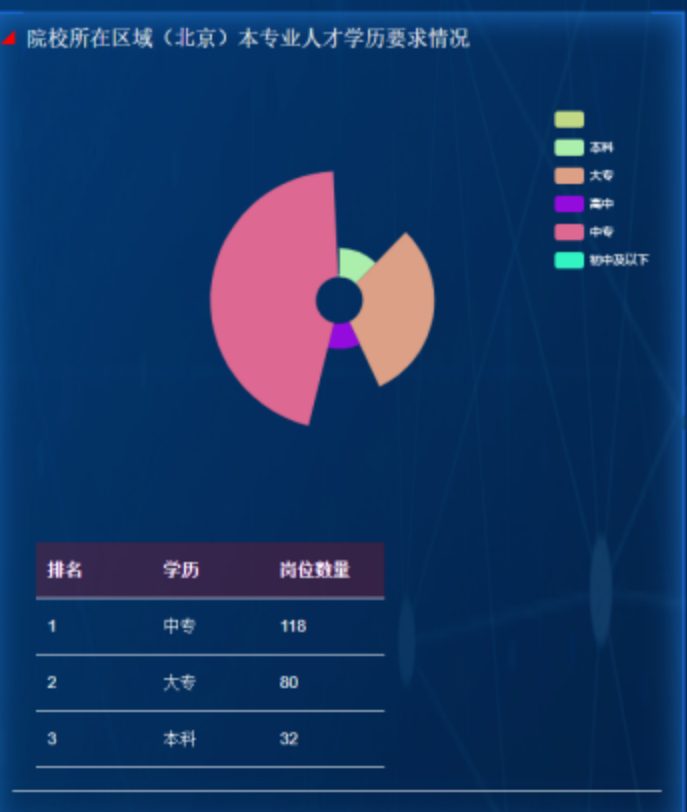 院校所在区域（北京）本专业人才学历要求情况
本科
大专
高中
中专
初中及以下
排名 学历 岗位数量
1 中专 118
2 大专 80
3 本科 32